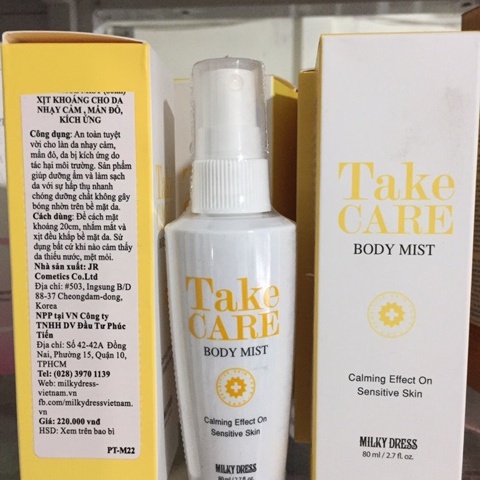 XỊT KHOÁNG CHO DA
NHẠY CẢM , MẨN ĐỎ,
KÍCH ỨNG
Công dụng: An toàn tuyệt
vời cho làn da nhạy cảm,
mẩn đỏ, da bị kích ứng do
tác hại môi trường. Sản phẩm
giúp dưỡng ẩm và làm sạch
da với sự hấp thụ nhanh
chóng dưỡng chất không gây
bóng nhờn trên bề mặt da.
Cách dùng: Để cách mặt
khoảng 20cm, nhắm mắt và
xịt đều khắp bề mặt da. Sử
dụng bất cứ khi nào cảm thấy
da thiếu nước, mệt mỏi.
Nhà sản xuất: JR
Cometics Co.Ltd
Địa chỉ: #503, Ingsung B/D
88-37 Cheongdam-dong,
Korea
NPP tại VN Công ty
TNHH DV Đầu Tư Phúc
Tiến
Địa chỉ: Số 42-42A Đồng
Nai, Phường 15, Quận 10,
TPHCM
Tel: (028) 3970 1139
Web: milkydress-
vietnam.vn
fb.com/milkydressvietnam.
vn
Giá: 220.000 vnđ
HSD: Xem trên bao bì
PT-M22
Take
CARE
BODY MIST
Calming Effect On
Sensitive Skin
MILKY DRESS
80 ml / 2.7 fl. oz.
Take
CARE
BODY MIST
Calming Effect On
Sensitive Skin
MILKY DRESS
80 ml / 2.7 fl. oz.